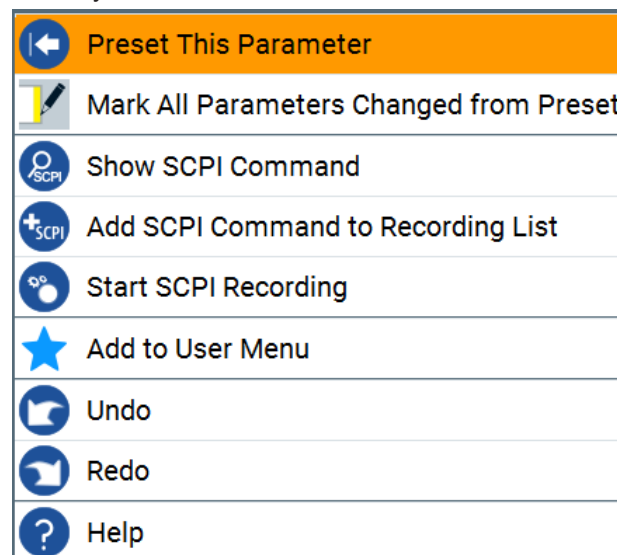 Preset This Parameter
Mark All Parameters Changed from Preset
SCPI
Show SCPI Command
+SCPI
Add SCPI Command to Recording List
Start SCPI Recording
Add to User Menu
Undo
Redo
?
Help